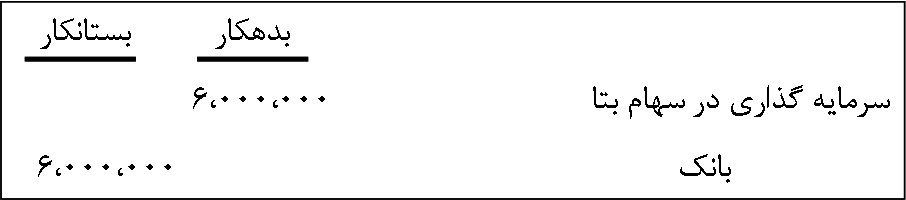 بدهکار بستانکار
سرمایه گذاری در سهام بتا ۶،۰۰۰،۰۰۰
بانک ۶،۰۰۰،۰۰۰